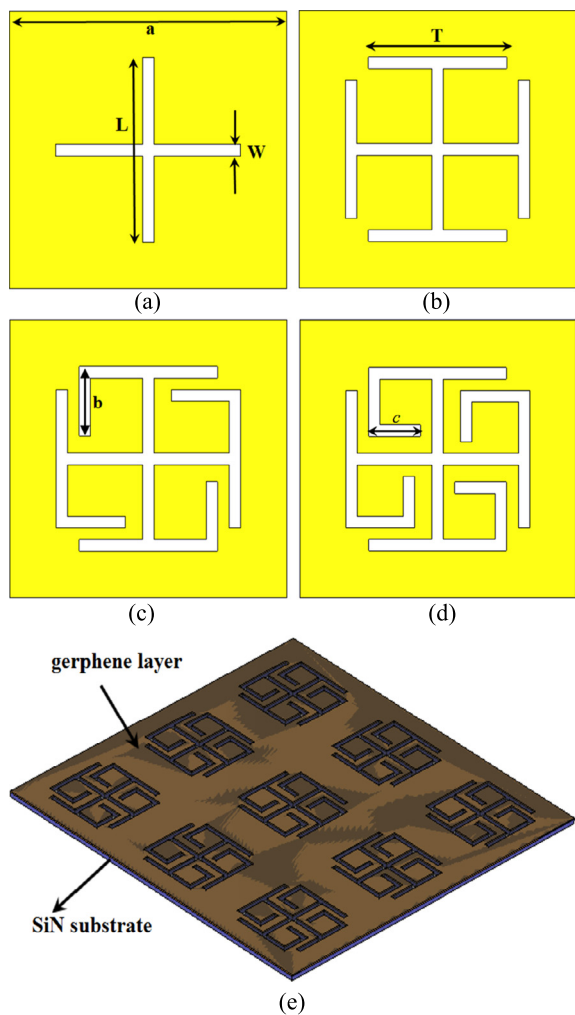 a
L
W
(a)
T
(b)
b
(c)
c
(d)
gerphene layer
SiN substrate
(e)